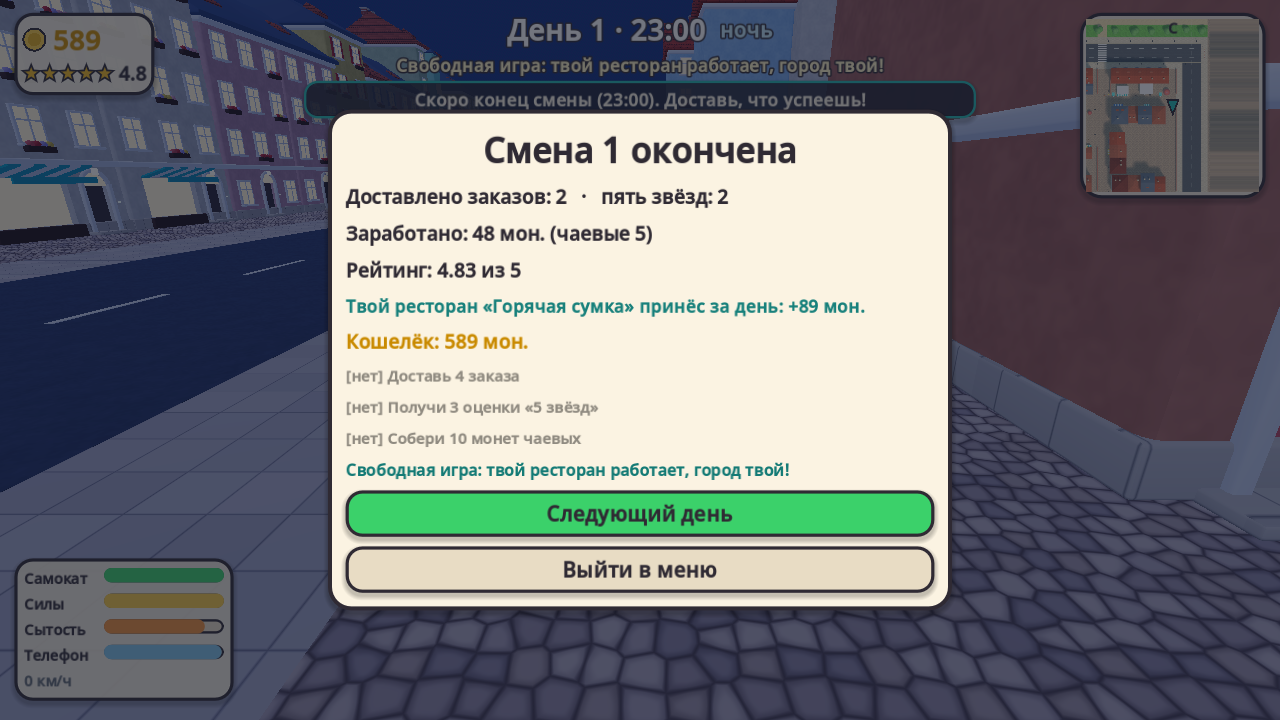 589
4.8
День 1 · 23:00 ночь
Свободная игра: твой ресторан работает, город твой!
Скоро конец смены (23:00). Доставь, что успеешь!
С
Смена 1 окончена
Доставлено заказов: 2 · пять звёзд: 2
Заработано: 48 мон. (чаевые 5)
Рейтинг: 4.83 из 5
Твой ресторан «Горячая сумка» принёс за день: +89 мон.
Кошелёк: 589 мон.
[нет] Доставь 4 заказа
[нет] Получи 3 оценки «5 звёзд»
[нет] Собери 10 монет чаевых
Свободная игра: твой ресторан работает, город твой!
Следующий день
Выйти в меню
Самокат
Силы
Сытость
Телефон
0 км/ч